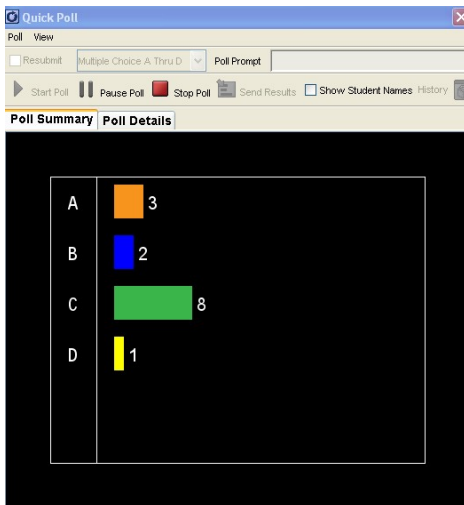 Quick Poll
Poll View
Resubmit Multiple Choice A Thru D Poll Prompt
Start Poll Pause Poll Stop Poll Send Results Show Student Names History
Poll Summary Poll Details
A 3
B 2
C 8
D 1